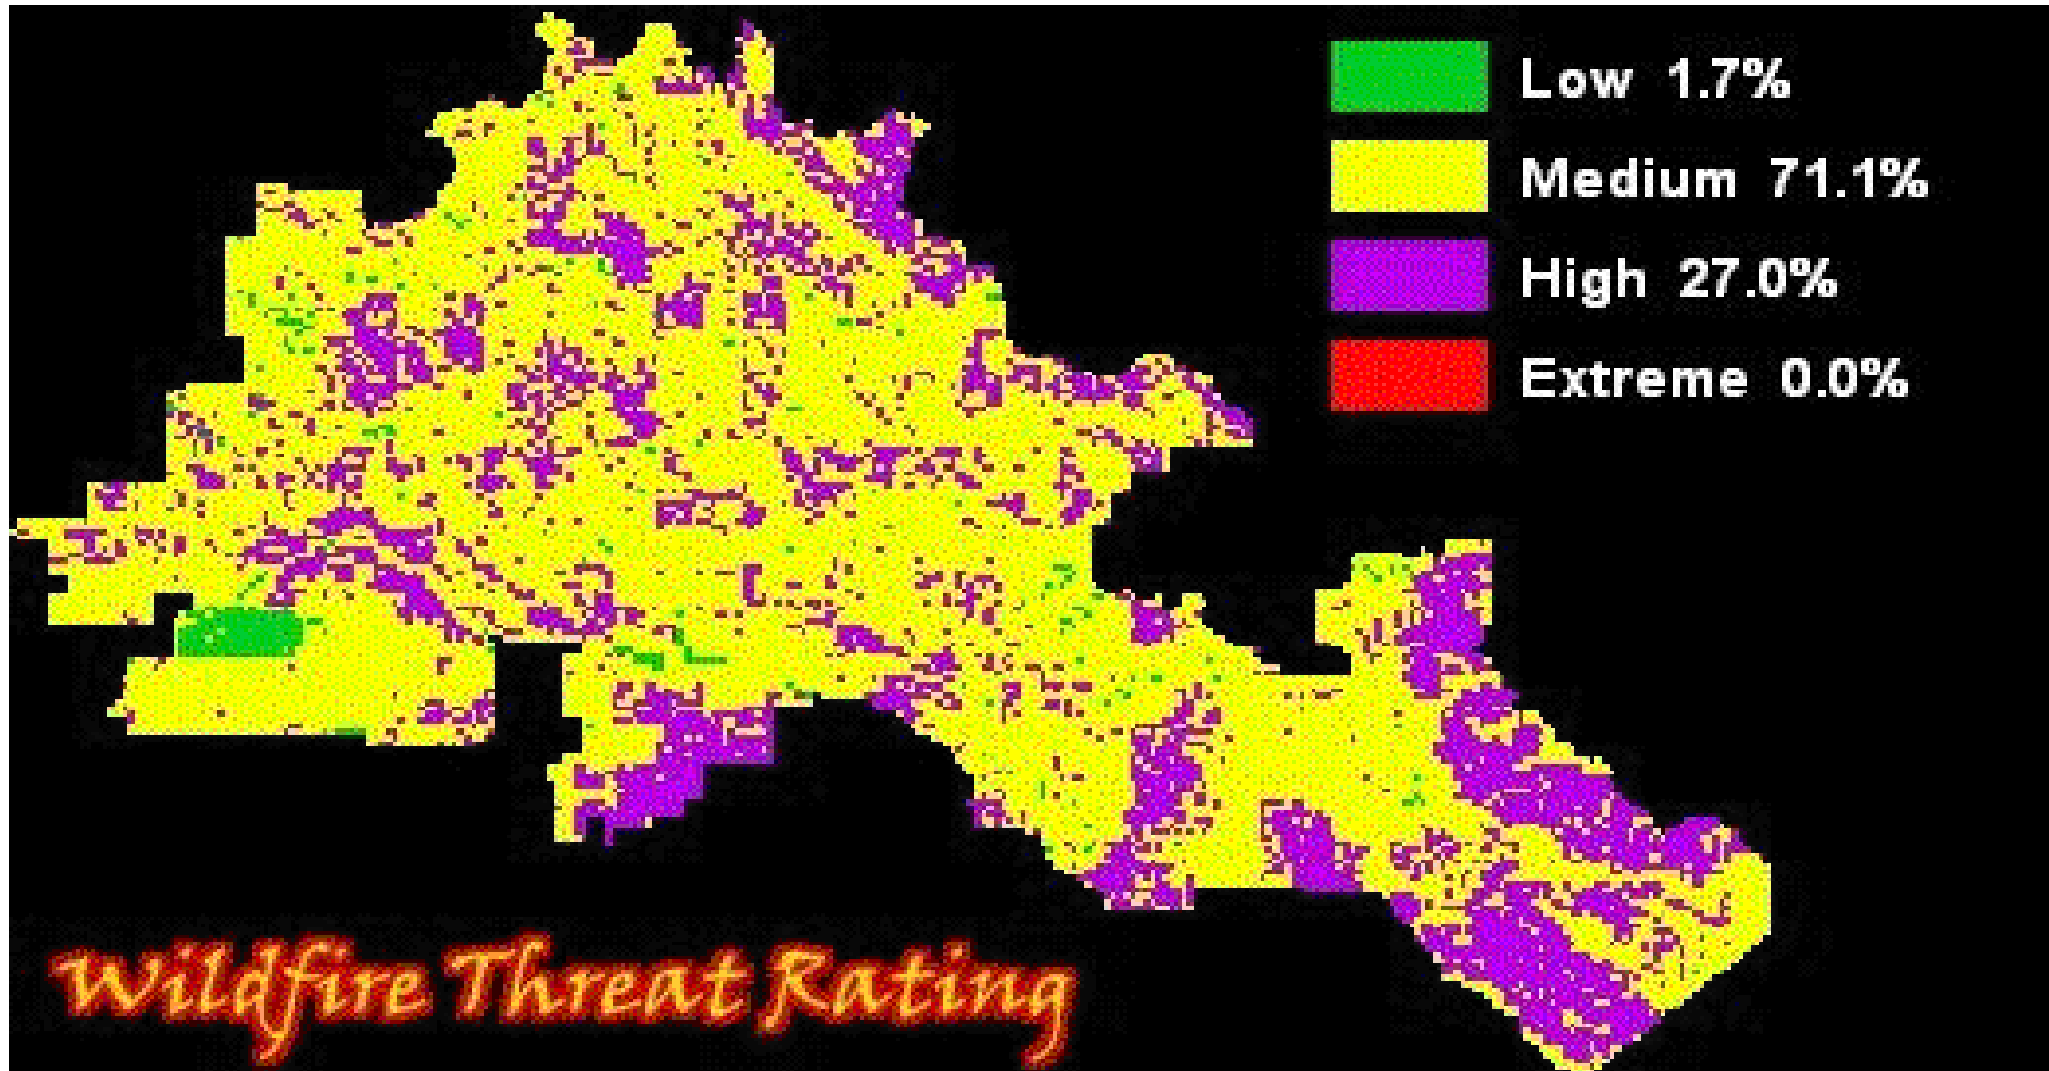 Low 1.7%
Medium 71.1%
High 27.0%
Extreme 0.0%
Wildfire Threat Rating